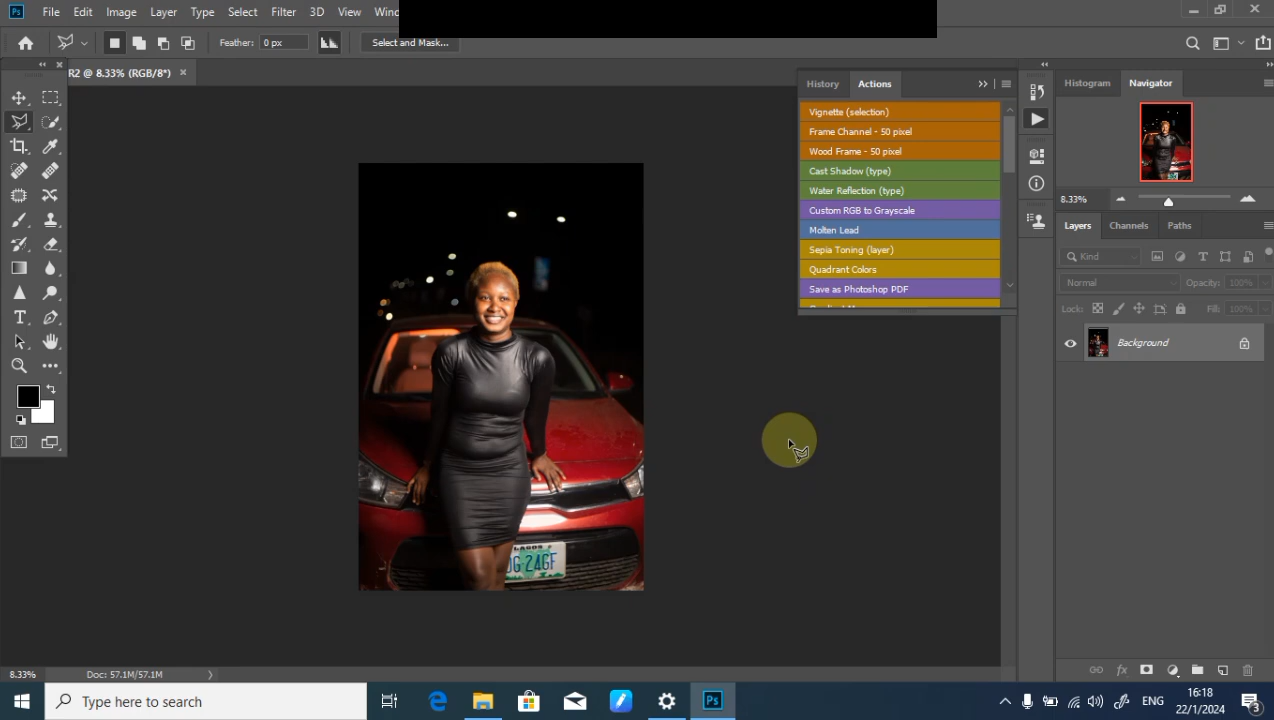 Ps File Edit Image Layer Type Select Filter 3D View
Feather: 0 px Select and Mask...
R2 @ 8.33% (RGB/8*)
History Actions
Vignette (selection)
Frame Channel - 50 pixel
Wood Frame - 50 pixel
Cast Shadow (type)
Water Reflection (type)
Custom RGB to Grayscale
Molten Lead
Sepia Toning (layer)
Quadrant Colors
Save as Photoshop PDF
Histogram Navigator
8.33%
Layers Channels Paths
Kind
Normal Opacity: 100%
Lock: Fill: 100%
Background
LAGOS
2AGF
8.33% Doc: 57.1M/57.1M
Type here to search
Ps
ENG
16:18
22/1/2024
3